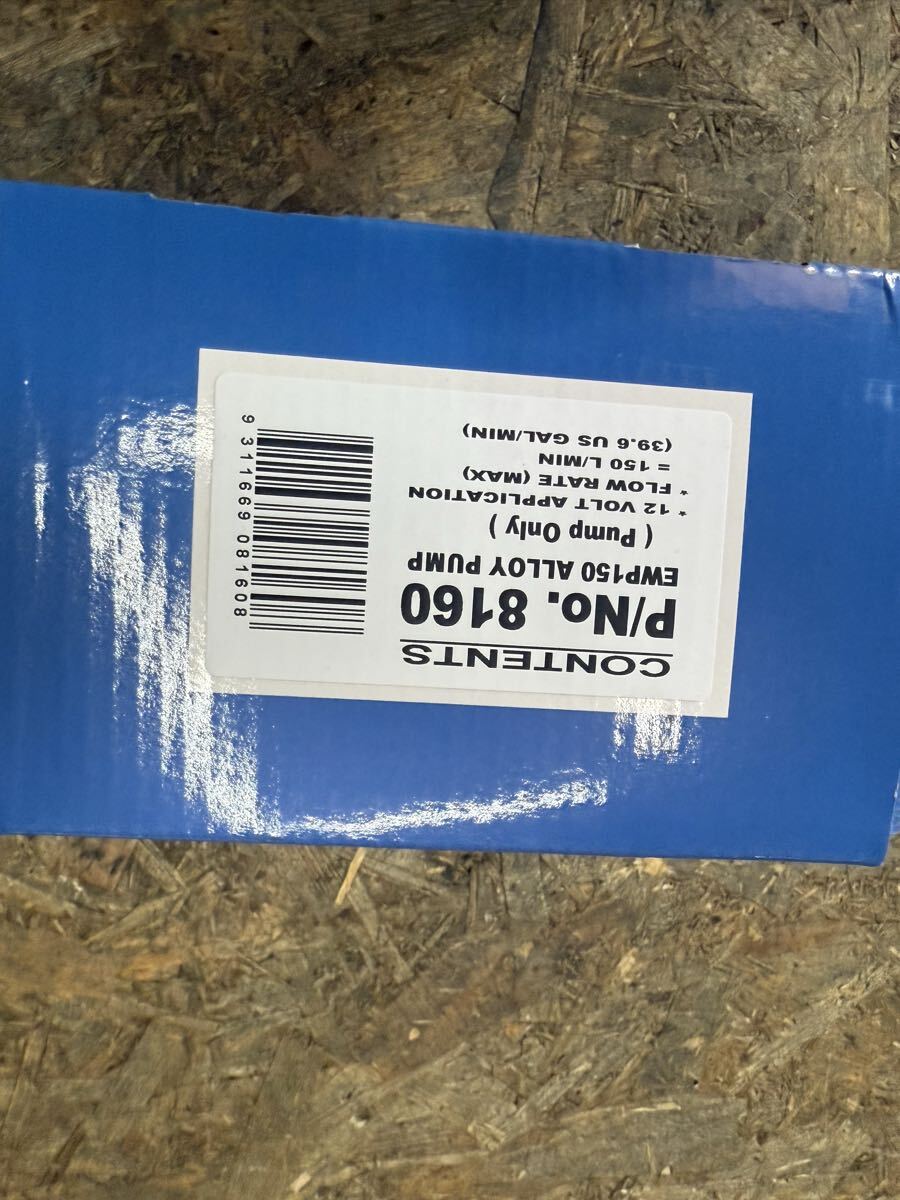 CONTENTS
P/No. 8160
EWP150 ALLOY PUMP
( Pump Only )
* 12 VOLT APPLICATION
* FLOW RATE (MAX)
= 150 L/MIN
(39.6 US GAL/MIN)
9 311669 081608